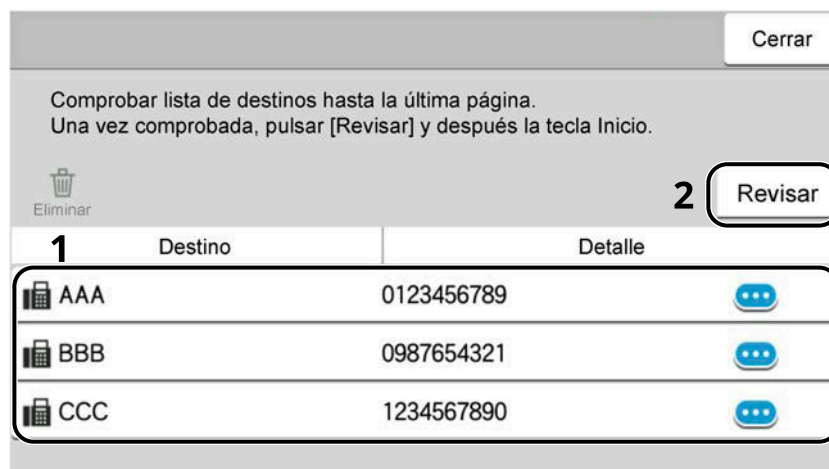 Cerrar
Comprobar lista de destinos hasta la última página.
Una vez comprobada, pulsar [Revisar] y después la tecla Inicio.
Eliminar
2 Revisar
1 Destino Detalle
AAA 0123456789
BBB 0987654321
CCC 1234567890